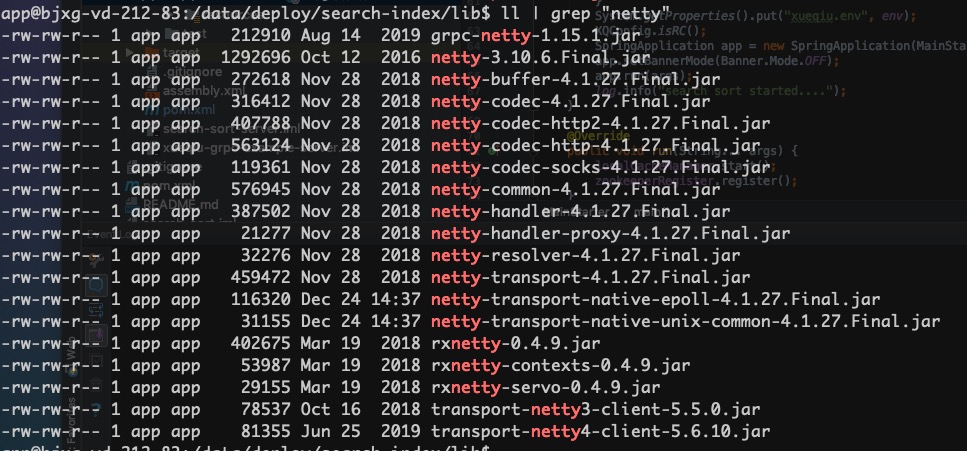 app@bjxg-vd-212-83:/data/deploy/search-index/lib$ ll | grep "netty"
-rw-rw-r-- 1 app app 212910 Aug 14 2019 grpc-netty-1.15.1.jar
-rw-rw-r-- 1 app app 1292696 Oct 12 2016 netty-3.10.6.Final.jar
-rw-rw-r-- 1 app app 272618 Nov 28 2018 netty-buffer-4.1.27.Final.jar
-rw-rw-r-- 1 app app 316412 Nov 28 2018 netty-codec-4.1.27.Final.jar
-rw-rw-r-- 1 app app 407788 Nov 28 2018 netty-codec-http2-4.1.27.Final.jar
-rw-rw-r-- 1 app app 563124 Nov 28 2018 netty-codec-http-4.1.27.Final.jar
-rw-rw-r-- 1 app app 119361 Nov 28 2018 netty-codec-socks-4.1.27.Final.jar
-rw-rw-r-- 1 app app 576945 Nov 28 2018 netty-common-4.1.27.Final.jar
-rw-rw-r-- 1 app app 387502 Nov 28 2018 netty-handler-4.1.27.Final.jar
-rw-rw-r-- 1 app app 21277 Nov 28 2018 netty-handler-proxy-4.1.27.Final.jar
-rw-rw-r-- 1 app app 32276 Nov 28 2018 netty-resolver-4.1.27.Final.jar
-rw-rw-r-- 1 app app 459472 Nov 28 2018 netty-transport-4.1.27.Final.jar
-rw-rw-r-- 1 app app 116320 Dec 24 14:37 netty-transport-native-epoll-4.1.27.Final.jar
-rw-rw-r-- 1 app app 31155 Dec 24 14:37 netty-transport-native-unix-common-4.1.27.Final.jar
-rw-rw-r-- 1 app app 402675 Mar 19 2018 rxnetty-0.4.9.jar
-rw-rw-r-- 1 app app 53987 Mar 19 2018 rxnetty-contexts-0.4.9.jar
-rw-rw-r-- 1 app app 29155 Mar 19 2018 rxnetty-servo-0.4.9.jar
-rw-rw-r-- 1 app app 78537 Oct 16 2018 transport-netty3-client-5.5.0.jar
-rw-rw-r-- 1 app app 81355 Jun 25 2019 transport-netty4-client-5.6.10.jar
app@bjxg-vd-212-83:/data/deploy/search-index/lib$